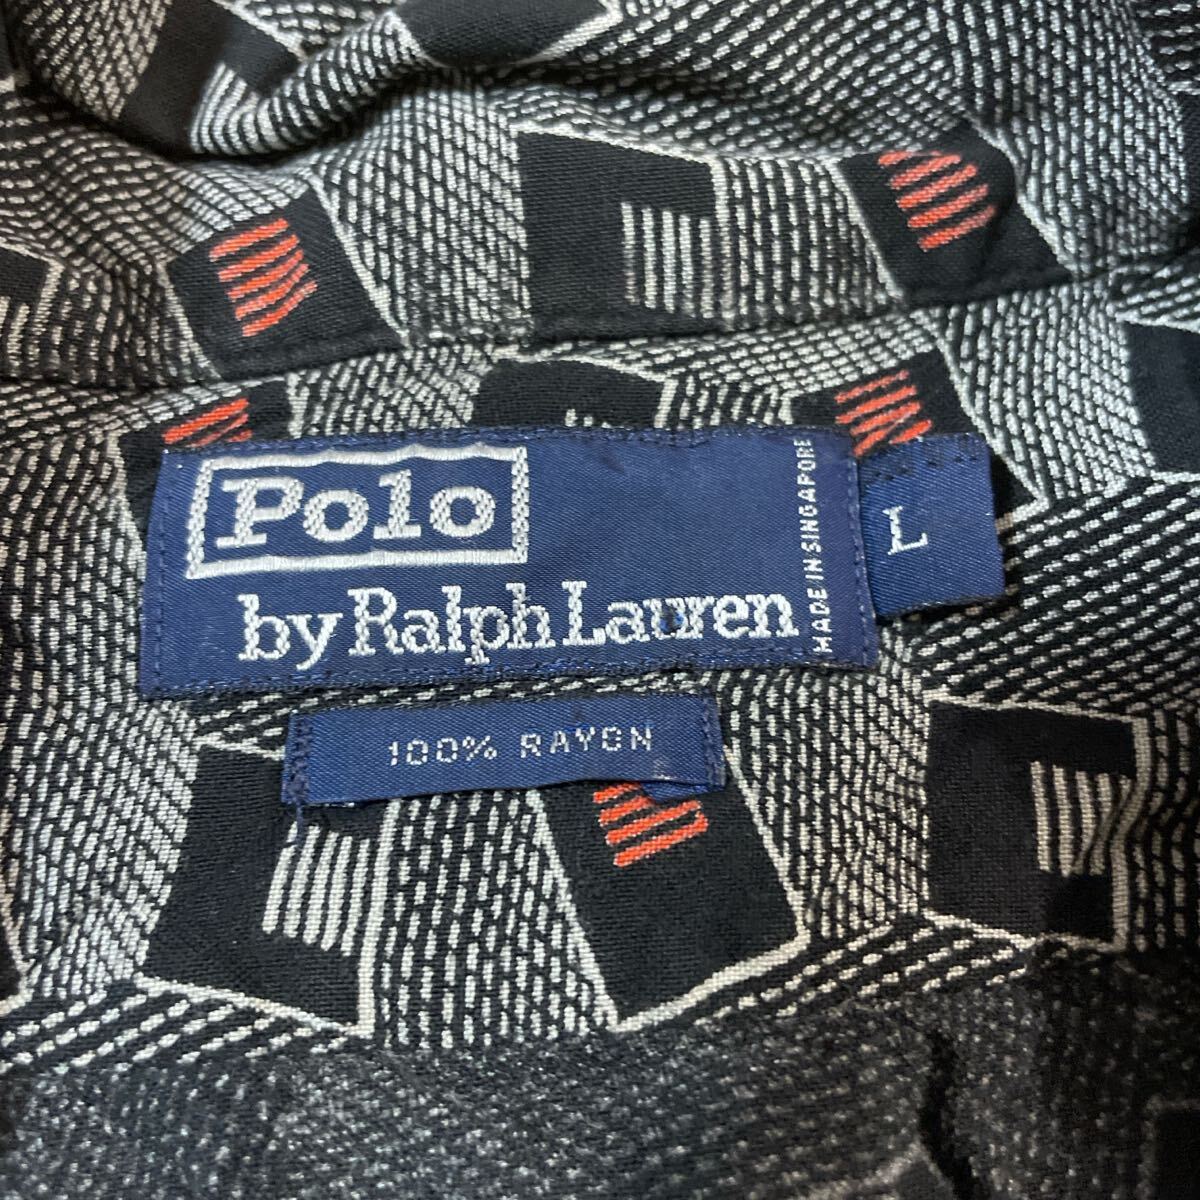 Polo
by Ralph Lauren
MADE IN SINGAPORE
L
100% RAYON